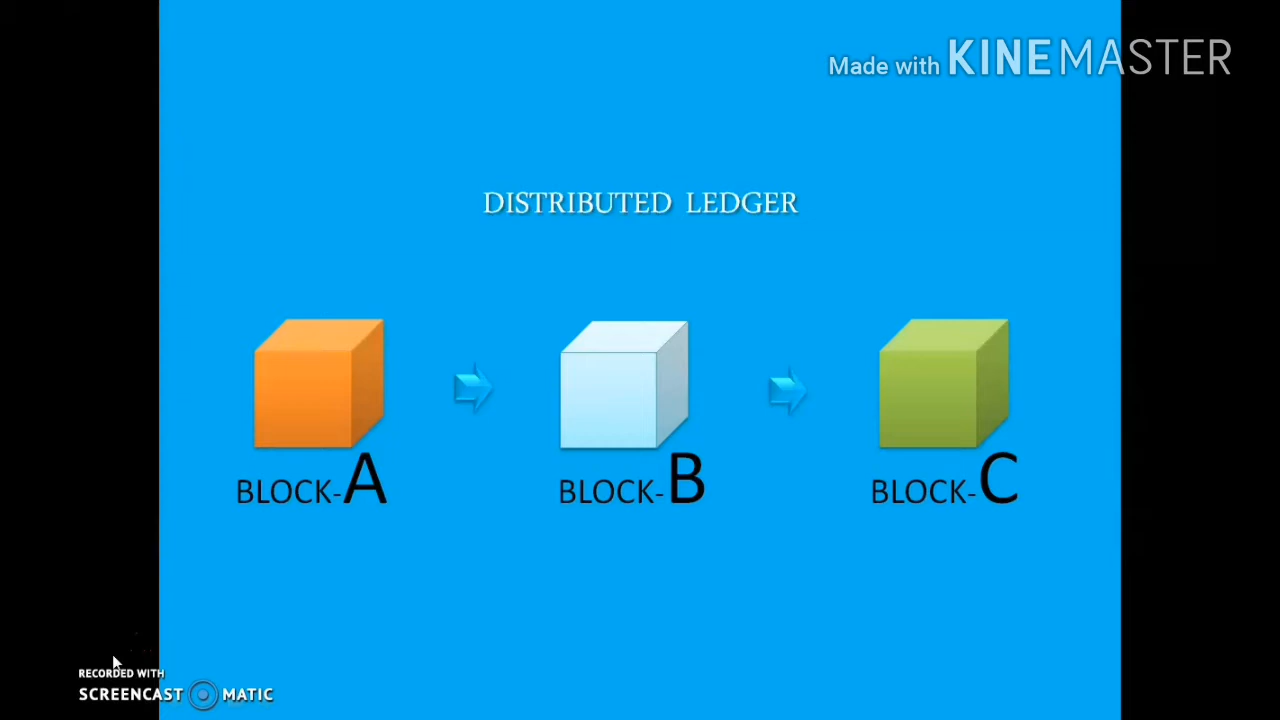 Made with KINEMASTER
DISTRIBUTED LEDGER
BLOCK-A
BLOCK-B
BLOCK-C
RECORDED WITH
SCREENCAST MATIC